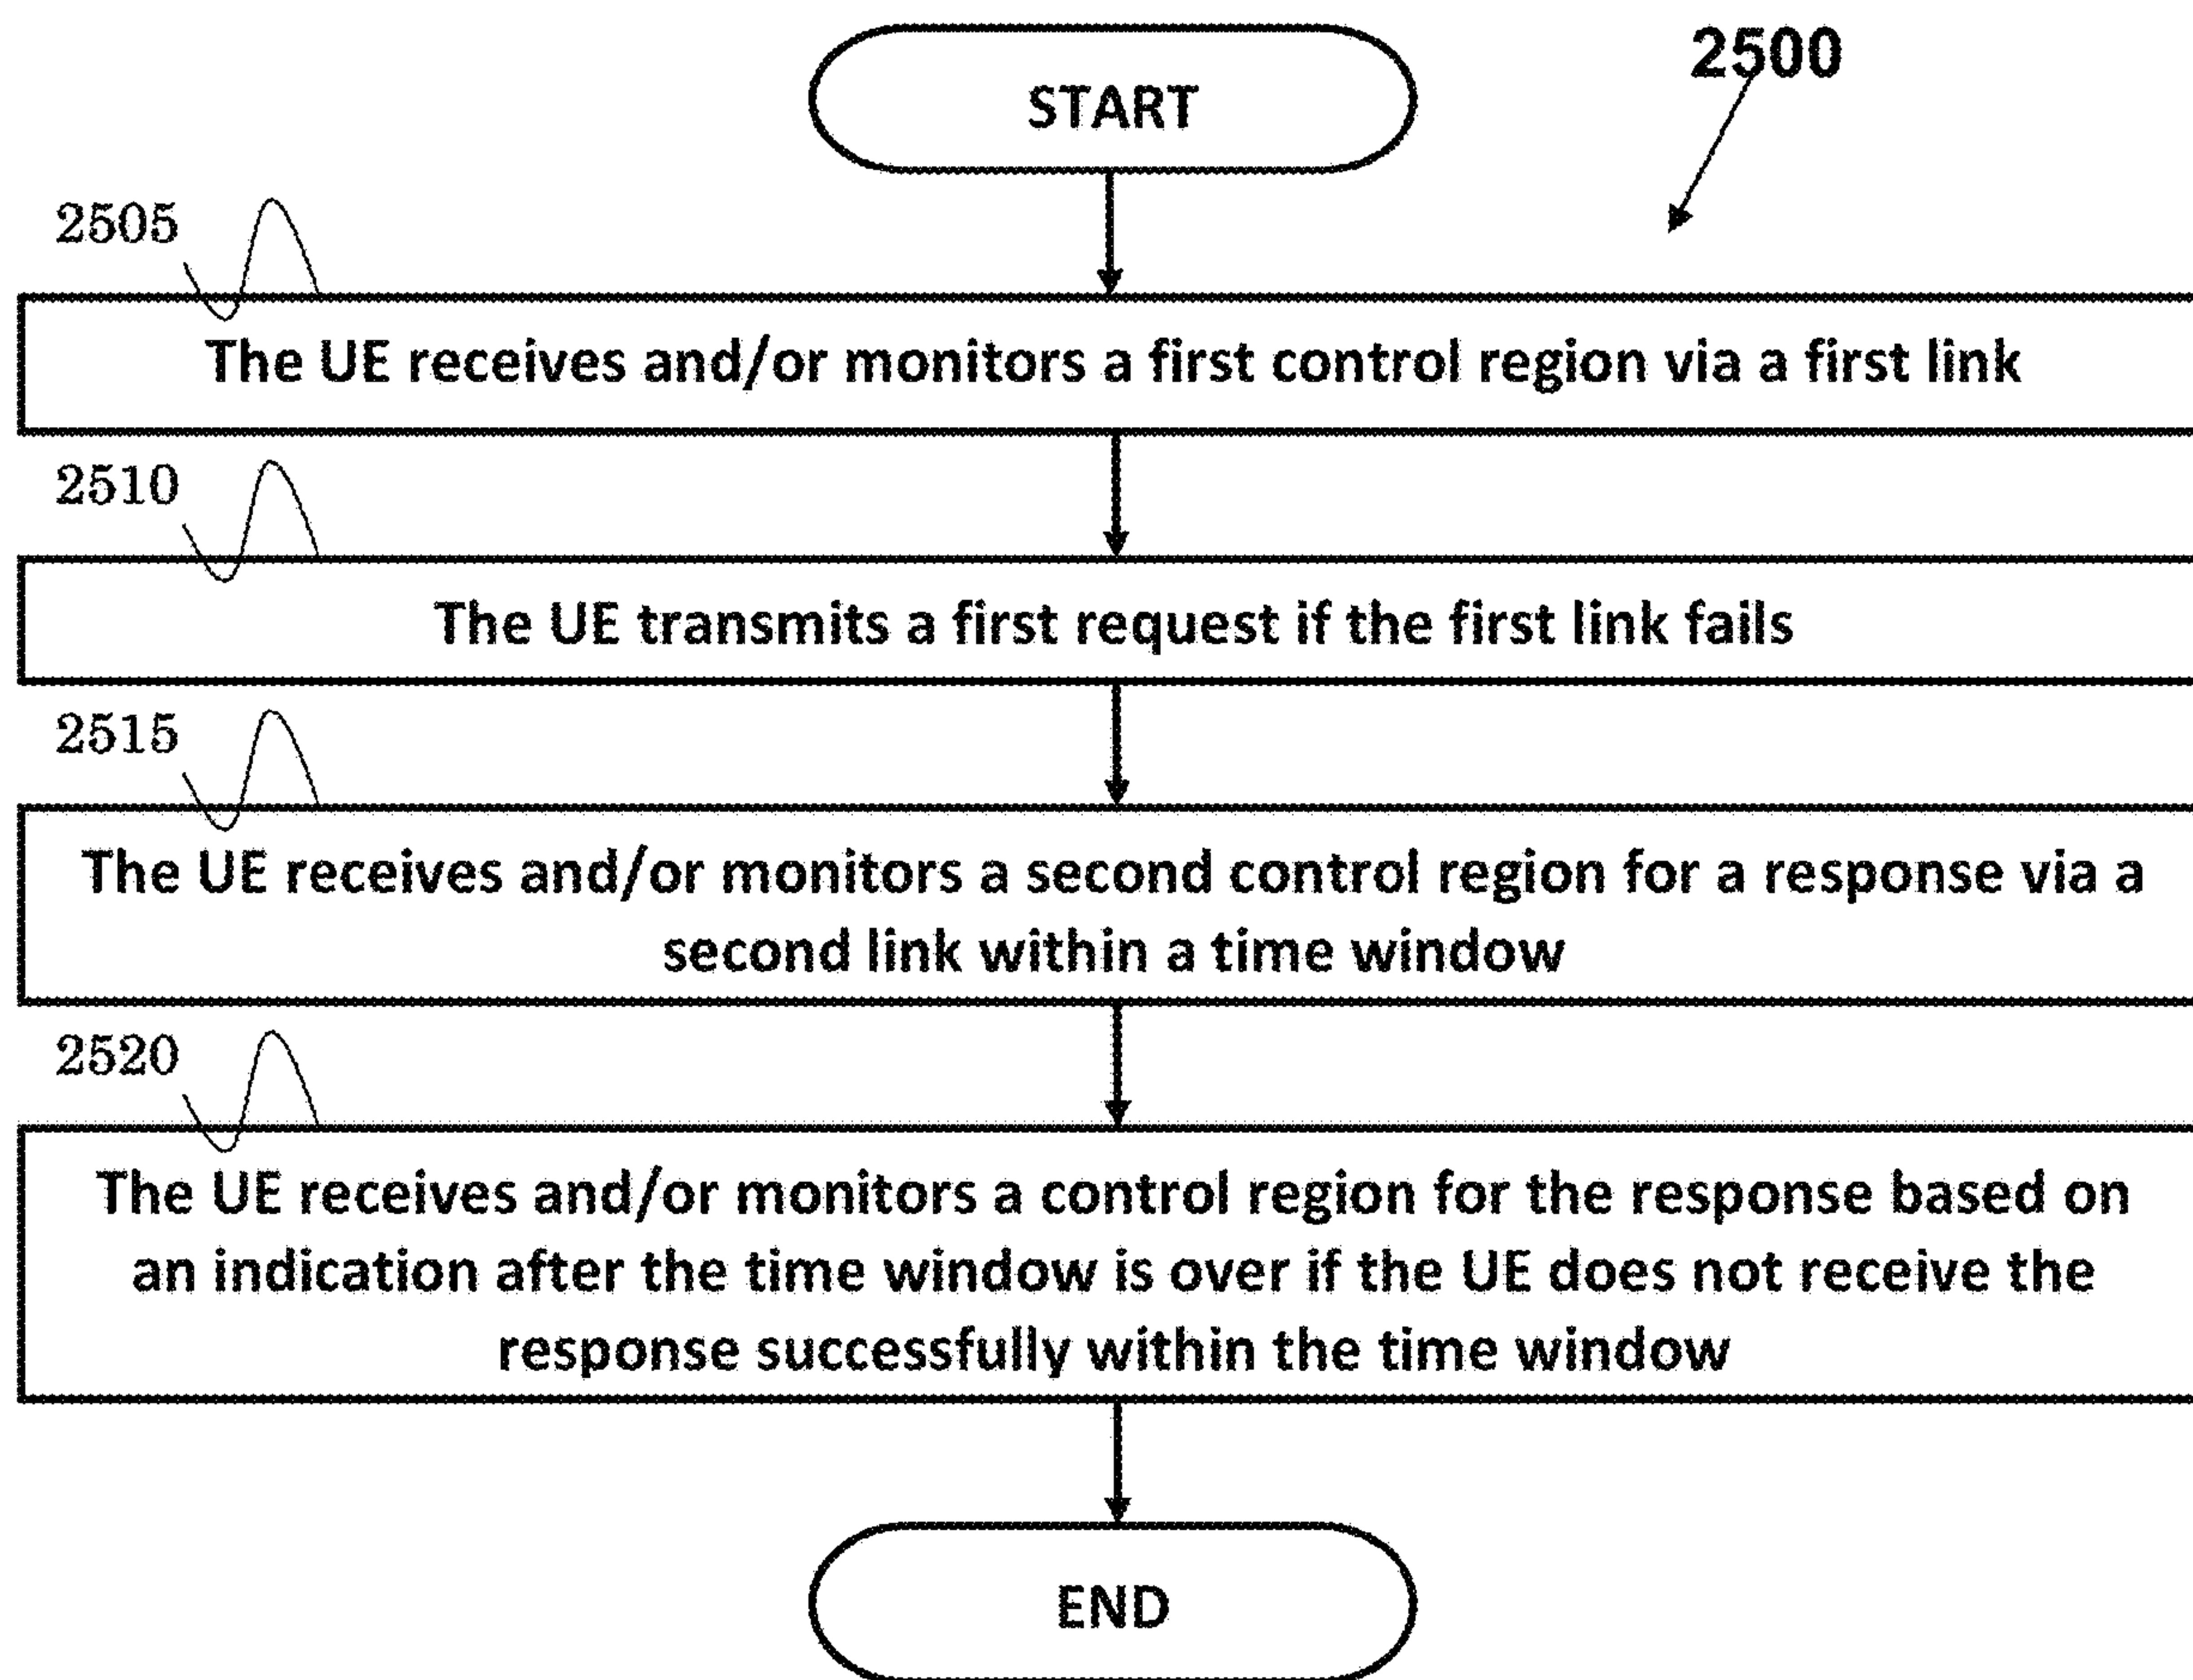 2500
START
2505
The UE receives and/or monitors a first control region via a first link
2510
The UE transmits a first request if the first link fails
2515
The UE receives and/or monitors a second control region for a response via a
second link within a time window
2520
The UE receives and/or monitors a control region for the response based on
an indication after the time window is over if the UE does not receive the
response successfully within the time window
END